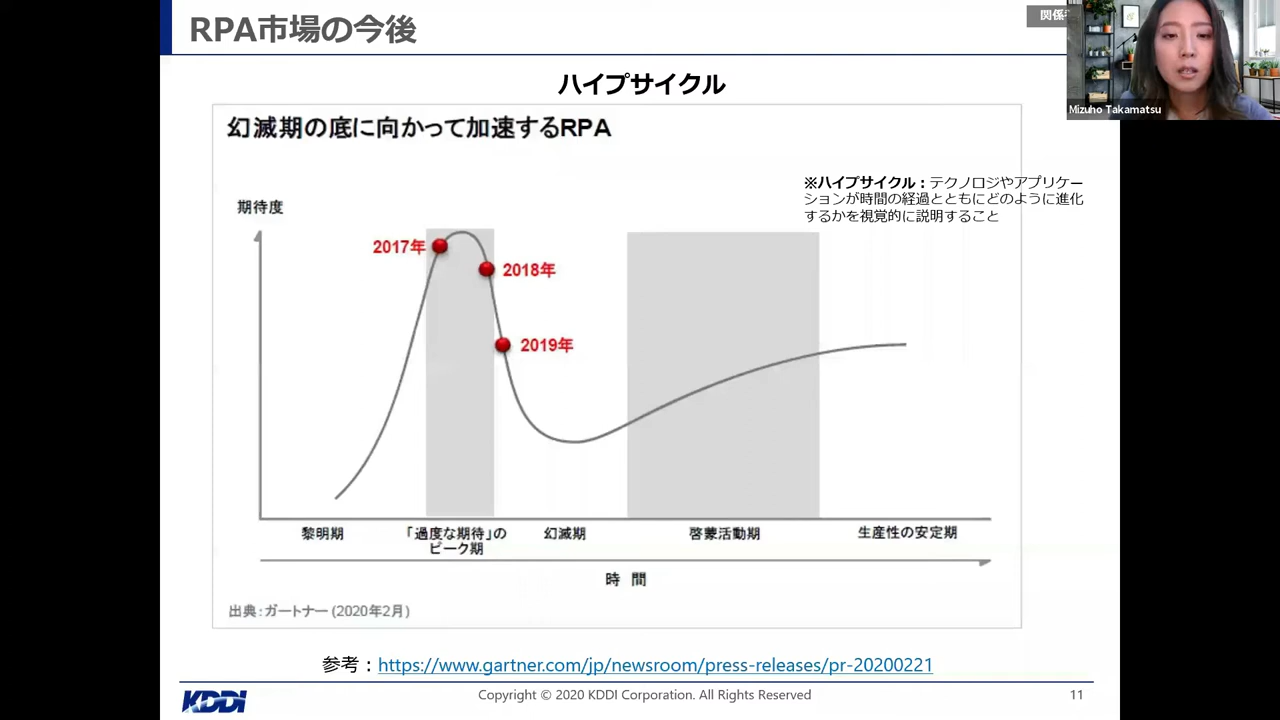 RPA市場の今後
関係
Mizuho Takamatsu
ハイプサイクル
幻滅期の底に向かって加速するRPA
※ハイプサイクル：テクノロジやアプリケー
ションが時間の経過とともにどのように進化
するかを視覚的に説明すること
期待度
2017年
2018年
2019年
黎明期
「過度な期待」の
ピーク期
幻滅期
啓蒙活動期
生産性の安定期
時 間
出典：ガートナー (2020年2月)
参考：https://www.gartner.com/jp/newsroom/press-releases/pr-20200221
KDDI
Copyright © 2020 KDDI Corporation. All Rights Reserved
11